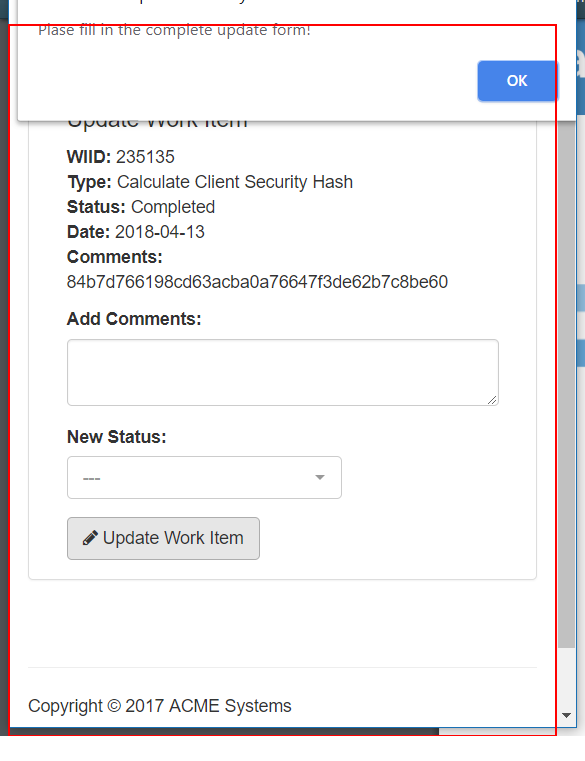 Plase fill in the complete update form!
OK
Update Work Item
WIID: 235135
Type: Calculate Client Security Hash
Status: Completed
Date: 2018-04-13
Comments:
84b7d766198cd63acba0a76647f3de62b7c8be60
Add Comments:
New Status:
---
Update Work Item
Copyright © 2017 ACME Systems